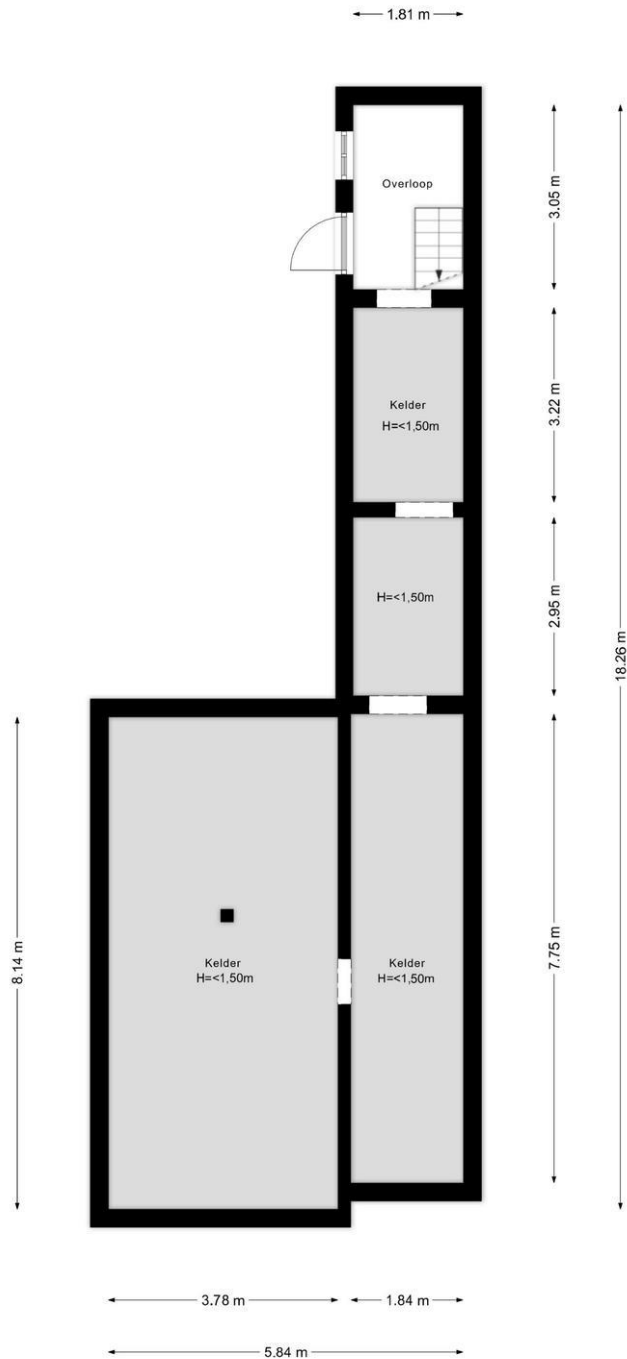 1.81 m
Overloop
3.05 m
Kelder
H=<1,50m
3.22 m
H=<1,50m
2.95 m
18.26 m
8.14 m
Kelder
H=<1,50m
Kelder
H=<1,50m
7.75 m
3.78 m
1.84 m
5.84 m